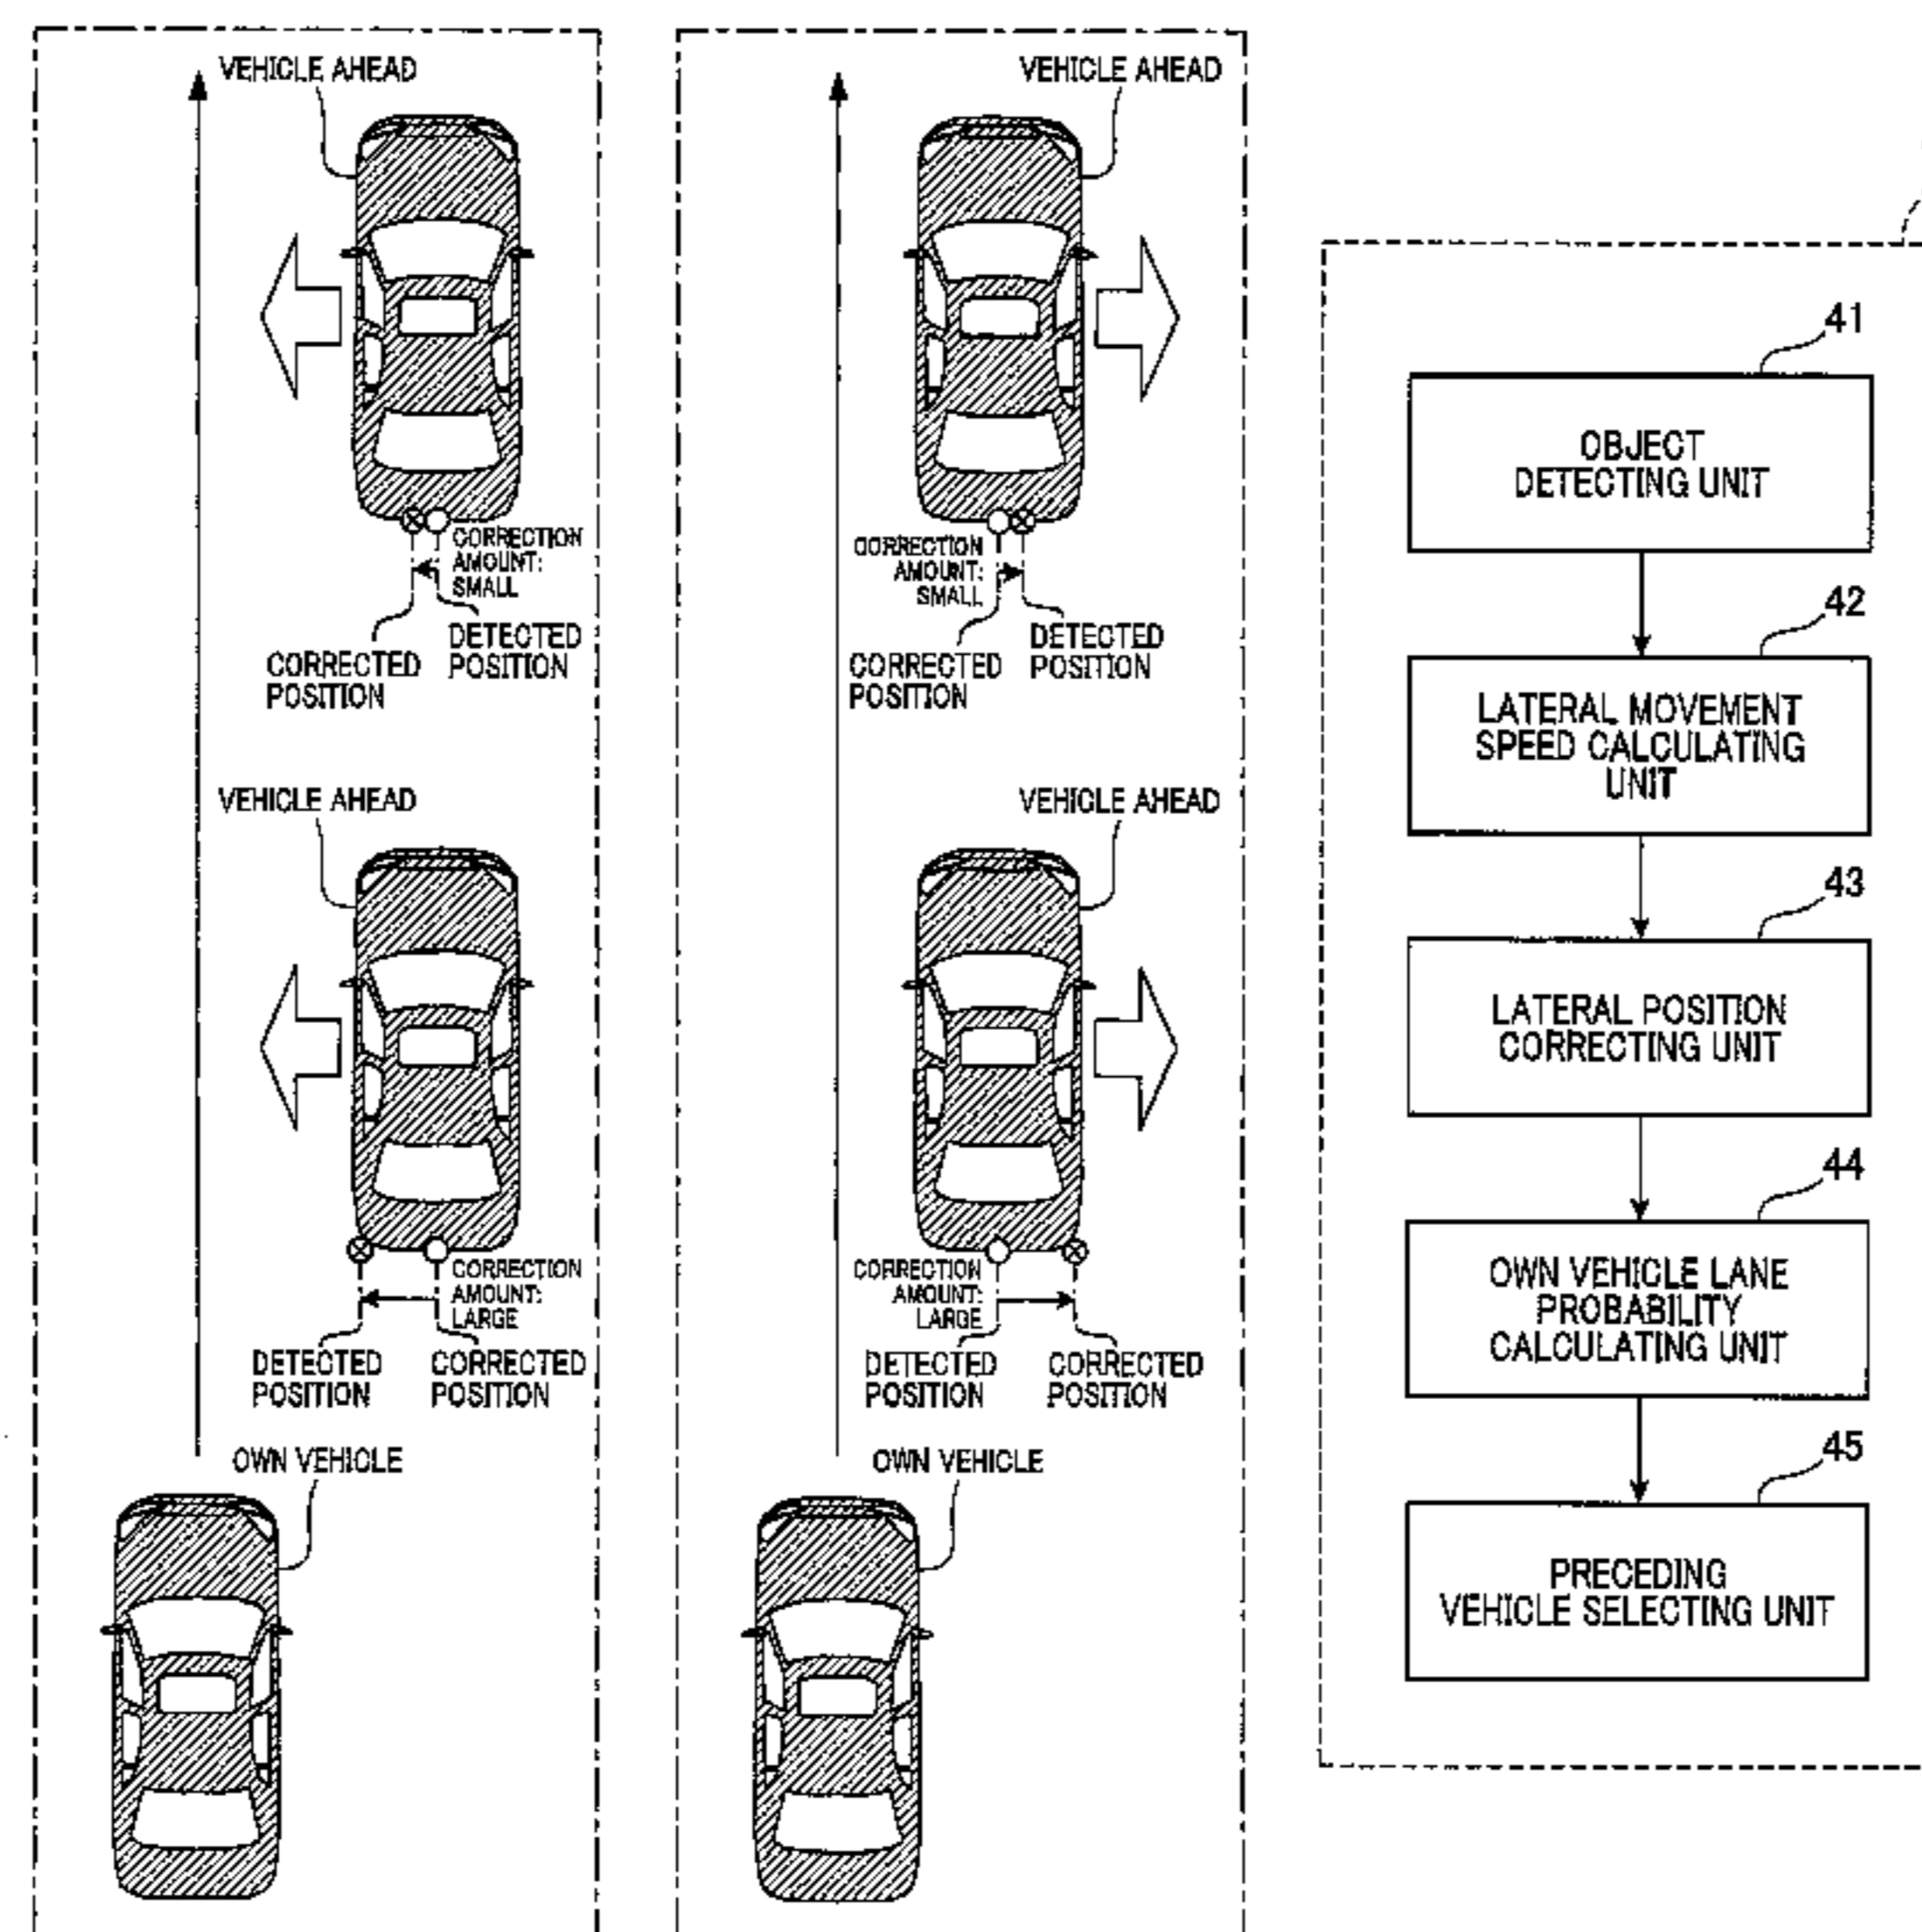 VEHICLE AHEAD
CORRECTION
AMOUNT:
SMALL
DETECTED
POSITION
CORRECTED
POSITION
VEHICLE AHEAD
CORRECTION
AMOUNT:
LARGE
DETECTED
POSITION
CORRECTED
POSITION
OWN VEHICLE
VEHICLE AHEAD
CORRECTION
AMOUNT:
SMALL
DETECTED
POSITION
CORRECTED
POSITION
VEHICLE AHEAD
CORRECTION
AMOUNT:
LARGE
DETECTED
POSITION
CORRECTED
POSITION
OWN VEHICLE
41
OBJECT
DETECTING UNIT
42
LATERAL MOVEMENT
SPEED CALCULATING
UNIT
43
LATERAL POSITION
CORRECTING UNIT
44
OWN VEHICLE LANE
PROBABILITY
CALCULATING UNIT
45
PRECEDING
VEHICLE SELECTING UNIT